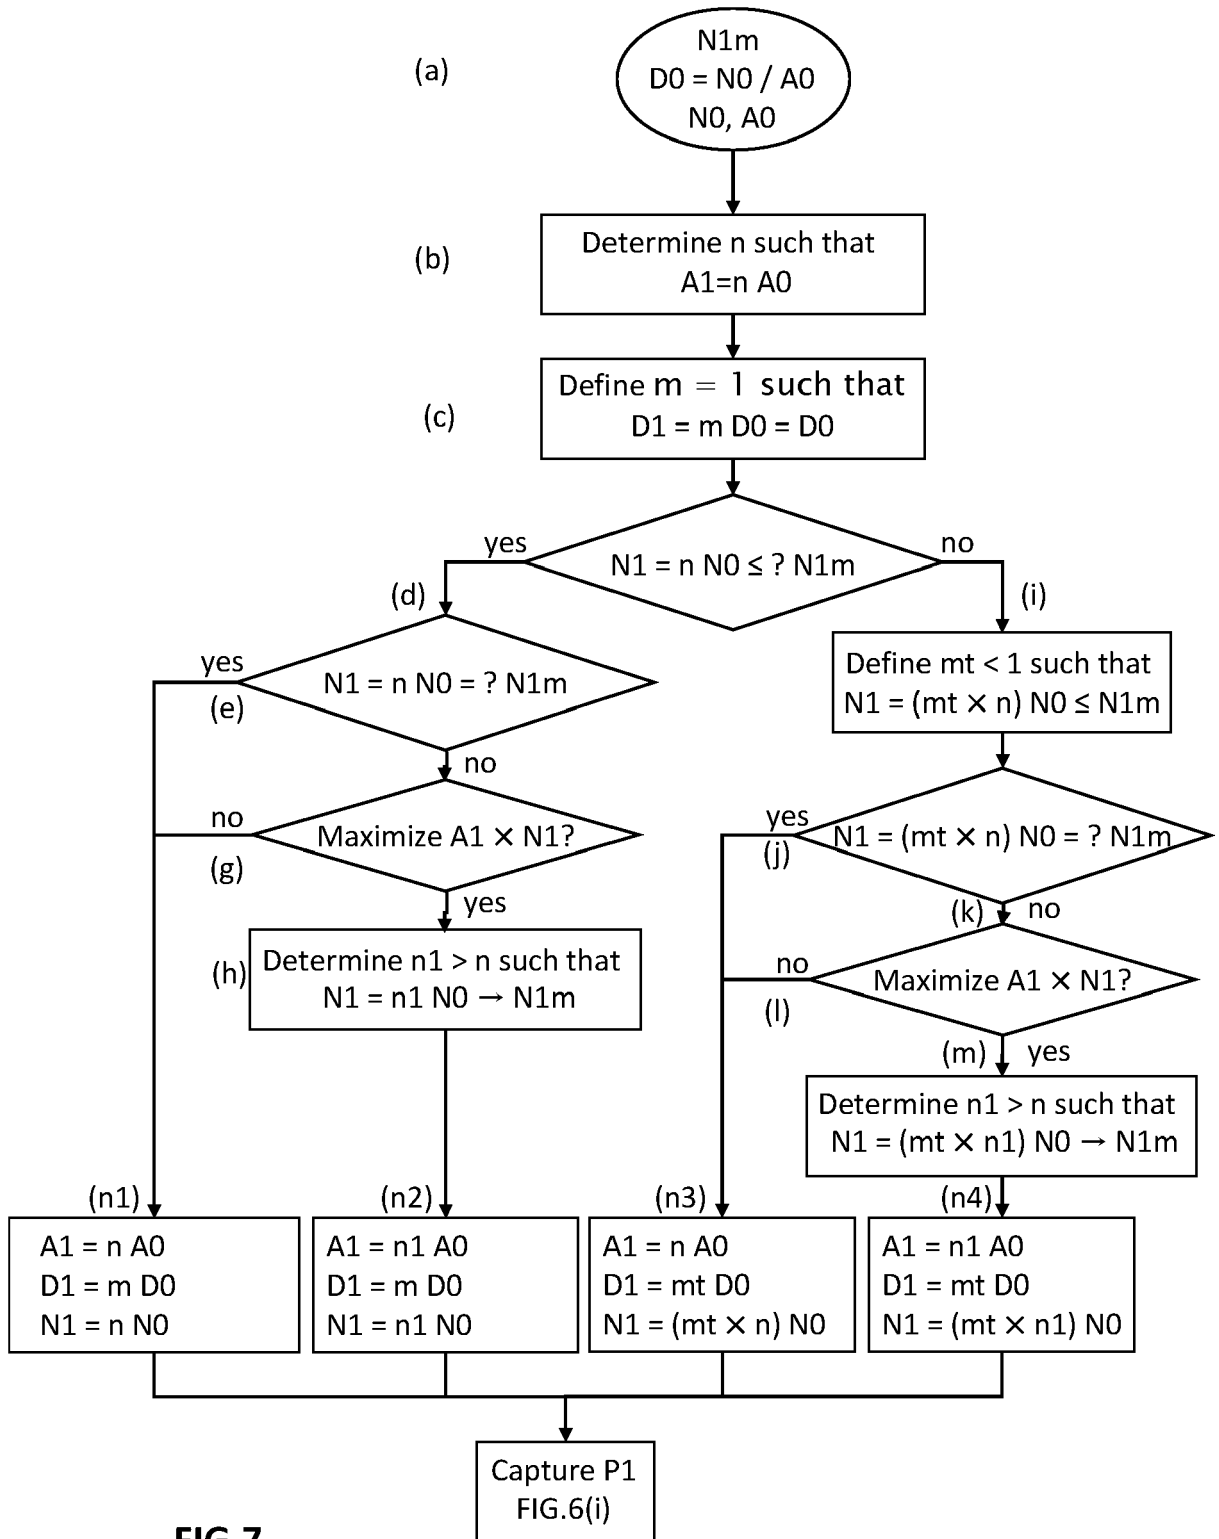 (a)
N1m
D0 = N0 / A0
N0, A0
(b)
Determine n such that
A1=n A0
(c)
Define m = 1 such that
D1 = m D0 = D0
yes
N1 = n N0 ≤ ? N1m
no
(d)
(i)
yes
N1 = n N0 = ? N1m
(e)
no
Define mt < 1 such that
N1 = (mt × n) N0 ≤ N1m
no
Maximize A1 × N1?
(g)
yes
yes
N1 = (mt × n) N0 = ? N1m
(j)
(k)
no
(h)
Determine n1 > n such that
N1 = n1 N0 → N1m
no
Maximize A1 × N1?
(l)
(m)
yes
Determine n1 > n such that
N1 = (mt × n1) N0 → N1m
(n1)
(n2)
(n3)
(n4)
A1 = n A0
D1 = m D0
N1 = n N0
A1 = n1 A0
D1 = m D0
N1 = n1 N0
A1 = n A0
D1 = mt D0
N1 = (mt × n) N0
A1 = n1 A0
D1 = mt D0
N1 = (mt × n1) N0
Capture P1
FIG.6(i)
FIG.7